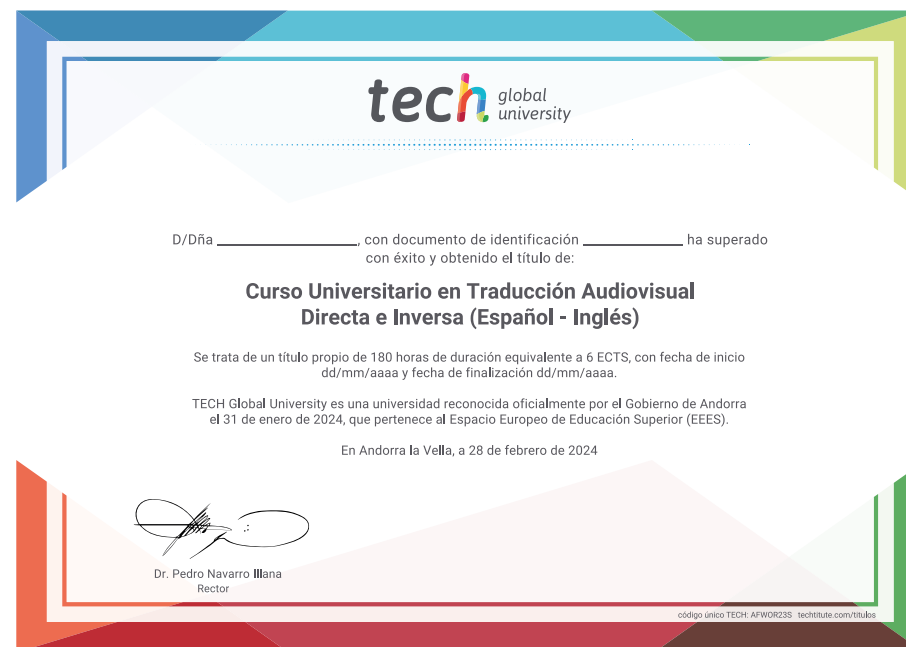 tech global university
D/Dña ____________________, con documento de identificación ______________ ha superado
con éxito y obtenido el título de:
Curso Universitario en Traducción Audiovisual
Directa e Inversa (Español - Inglés)
Se trata de un título propio de 180 horas de duración equivalente a 6 ECTS, con fecha de inicio
dd/mm/aaaa y fecha de finalización dd/mm/aaaa.
TECH Global University es una universidad reconocida oficialmente por el Gobierno de Andorra
el 31 de enero de 2024, que pertenece al Espacio Europeo de Educación Superior (EEES).
En Andorra la Vella, a 28 de febrero de 2024
Dr. Pedro Navarro Illana
Rector
código único TECH: AFWOR23S techtitute.com/titulos